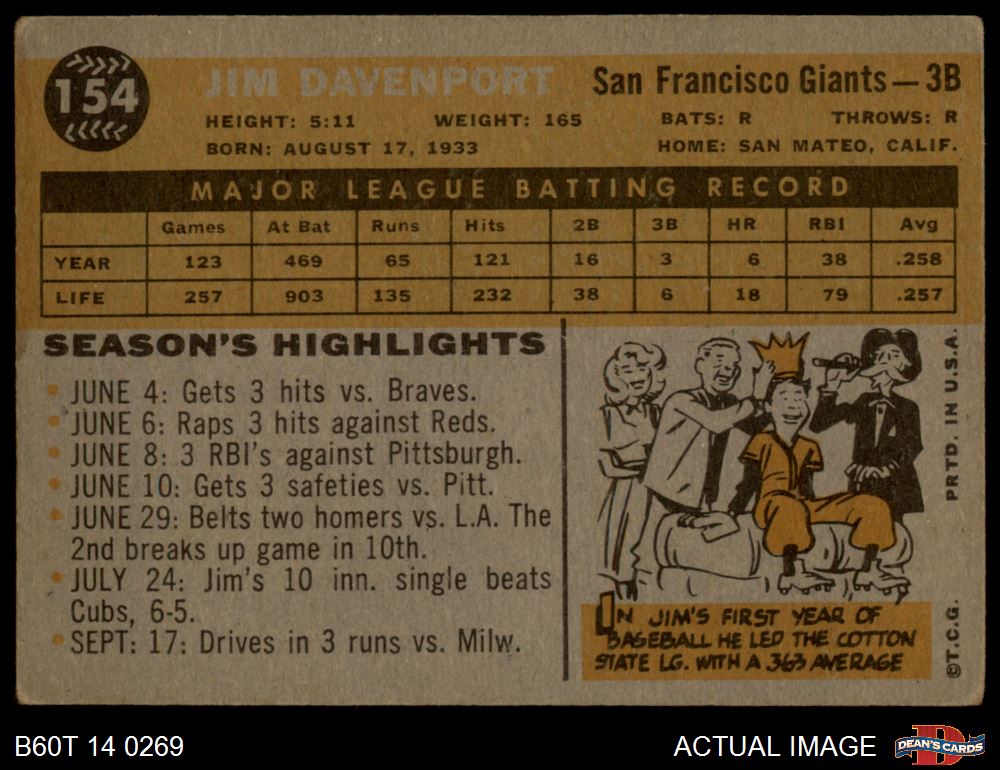 154
JIM DAVENPORT San Francisco Giants — 3B
HEIGHT: 5:11 WEIGHT: 165 BATS: R THROWS: R
BORN: AUGUST 17, 1933 HOME: SAN MATEO, CALIF.
MAJOR LEAGUE BATTING RECORD
Games At Bat Runs Hits 2B 3B HR RBI Avg
YEAR 123 469 65 121 16 3 6 38 .258
LIFE 257 903 135 232 38 6 18 79 .257
SEASON'S HIGHLIGHTS
• JUNE 4: Gets 3 hits vs. Braves.
• JUNE 6: Raps 3 hits against Reds.
• JUNE 8: 3 RBI's against Pittsburgh.
• JUNE 10: Gets 3 safeties vs. Pitt.
• JUNE 29: Belts two homers vs. L.A. The
2nd breaks up game in 10th.
• JULY 24: Jim's 10 inn. single beats
Cubs, 6-5.
• SEPT: 17: Drives in 3 runs vs. Milw.
IN JIM'S FIRST YEAR OF
BASEBALL HE LED THE COTTON
STATE LG. WITH A 363 AVERAGE
©T.C.G. PRTD. IN U.S.A.
B60T 14 0269
ACTUAL IMAGE
D
DEAN'S CARDS